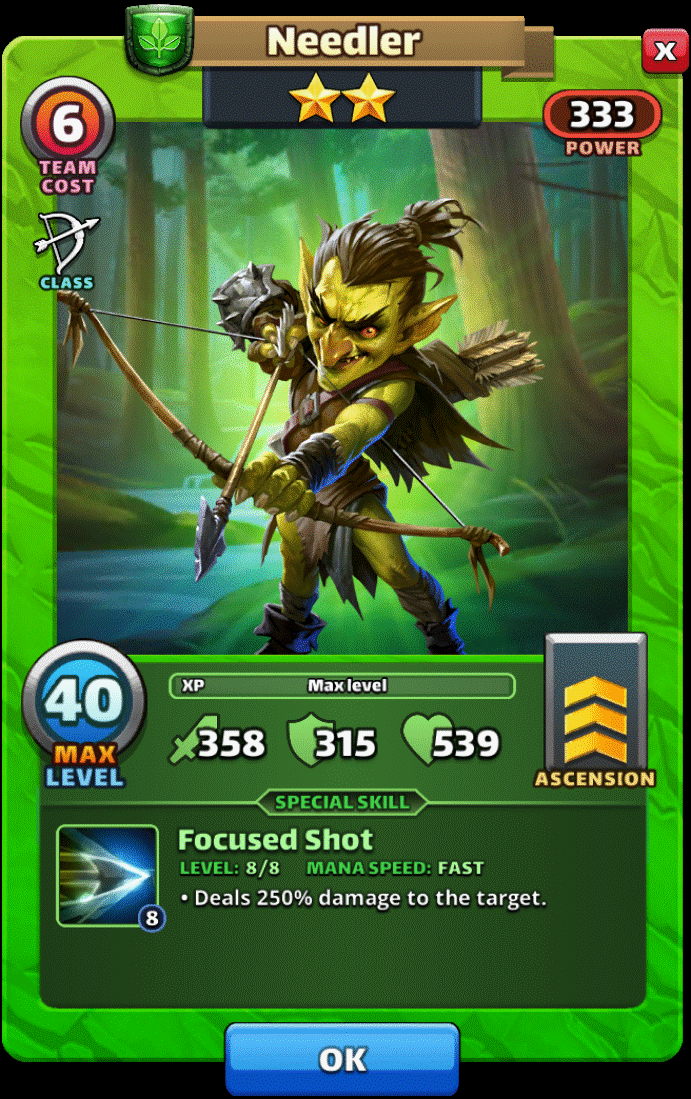 Needler
X
6
TEAM
COST
333
POWER
CLASS
40
MAX
LEVEL
XP Max level
358 315 539
ASCENSION
SPECIAL SKILL
Focused Shot
LEVEL: 8/8 MANA SPEED: FAST
8
• Deals 250% damage to the target.
OK